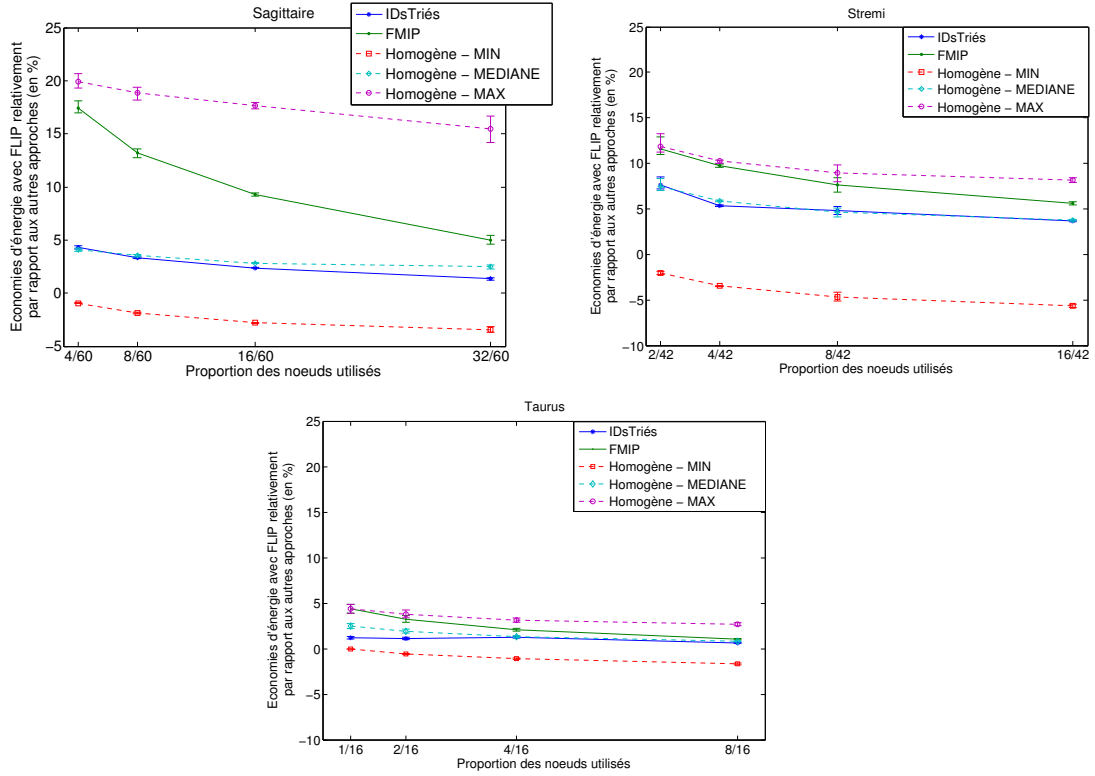 Sagittaire
IDsTriés
FMIP
Homogène − MIN
Homogène − MEDIANE
Homogène − MAX
Economies d'énergie avec FLIP relativement
par rapport aux autres approches (en %)
25
20
15
10
5
0
−5
4/60
8/60
16/60
32/60
Proportion des noeuds utilisés
Stremi
IDsTriés
FMIP
Homogène − MIN
Homogène − MEDIANE
Homogène − MAX
Economies d'énergie avec FLIP relativement
par rapport aux autres approches (en %)
25
20
15
10
5
0
−5
−10
2/42
4/42
8/42
16/42
Proportion des noeuds utilisés
Taurus
IDsTriés
FMIP
Homogène − MIN
Homogène − MEDIANE
Homogène − MAX
Economies d'énergie avec FLIP relativement
par rapport aux autres approches (en %)
25
20
15
10
5
0
−5
−10
1/16
2/16
4/16
8/16
Proportion des noeuds utilisés